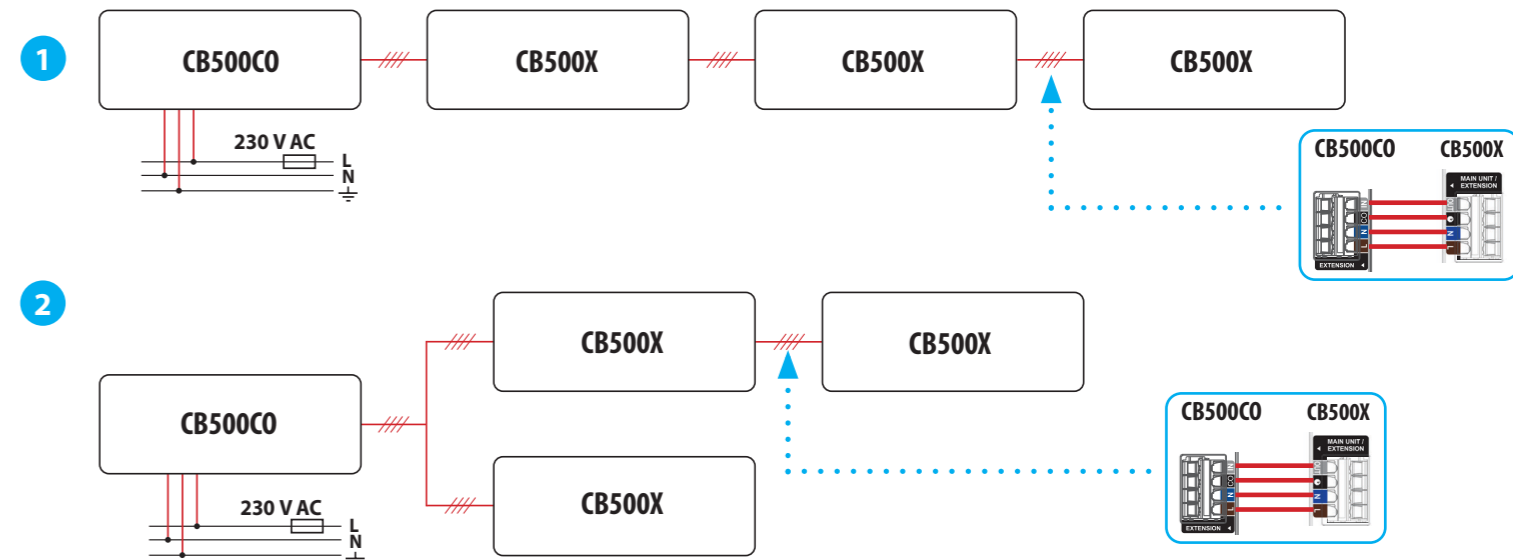 1
CB500CO
CB500X
CB500X
CB500X
230 V AC
L
N
CB500CO
CB500X
MAIN UNIT /
EXTENSION
IN
CO
N
L
N
L
EXTENSION
2
CB500X
CB500X
CB500CO
CB500X
230 V AC
L
N
CB500CO
CB500X
MAIN UNIT /
EXTENSION
IN
CO
N
L
N
L
EXTENSION